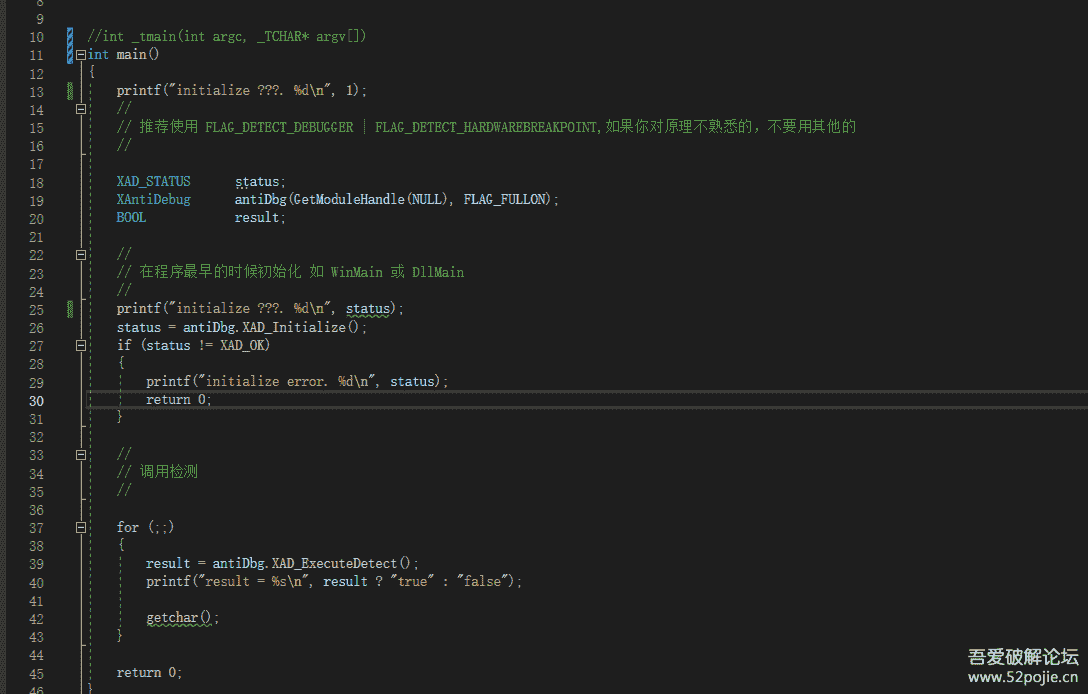 8
9
10 //int _tmain(int argc, _TCHAR* argv[])
11 int main()
12 {
13 printf("initialize ???. %d\n", 1);
14 //
15 // 推荐使用 FLAG_DETECT_DEBUGGER | FLAG_DETECT_HARDWAREBREAKPOINT,如果你对原理不熟悉的，不要用其他的
16 //
17
18 XAD_STATUS status;
19 XAntiDebug antiDbg(GetModuleHandle(NULL), FLAG_FULLON);
20 BOOL result;
21
22 //
23 // 在程序最早的时候初始化 如 WinMain 或 DllMain
24 //
25 printf("initialize ???. %d\n", status);
26 status = antiDbg.XAD_Initialize();
27 if (status != XAD_OK)
28 {
29 printf("initialize error. %d\n", status);
30 return 0;
31 }
32
33 //
34 // 调用检测
35 //
36
37 for (;;)
38 {
39 result = antiDbg.XAD_ExecuteDetect();
40 printf("result = %s\n", result ? "true" : "false");
41
42 getchar();
43 }
44
45 return 0;
46 }
吾爱破解论坛
www.52pojie.cn